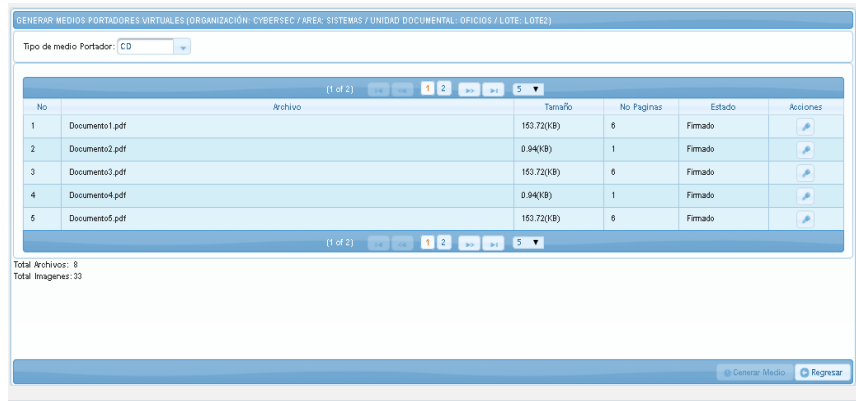 GENERAR MEDIOS PORTADORES VIRTUALES (ORGANIZACIÓN: CYBERSEC / AREA: SISTEMAS / UNIDAD DOCUMENTAL: OFICIOS / LOTE: LOTE2)
Tipo de medio Portador: CD
(1 of 2) 1 2 5
No Archivo Tamaño No Paginas Estado Acciones
1 Documento1.pdf 153.72(KB) 6 Firmado
2 Documento2.pdf 0.94(KB) 1 Firmado
3 Documento3.pdf 153.72(KB) 6 Firmado
4 Documento4.pdf 0.94(KB) 1 Firmado
5 Documento5.pdf 153.72(KB) 6 Firmado
(1 of 2) 1 2 5
Total Archivos: 8
Total Imagenes: 33
Generar Medio Regresar